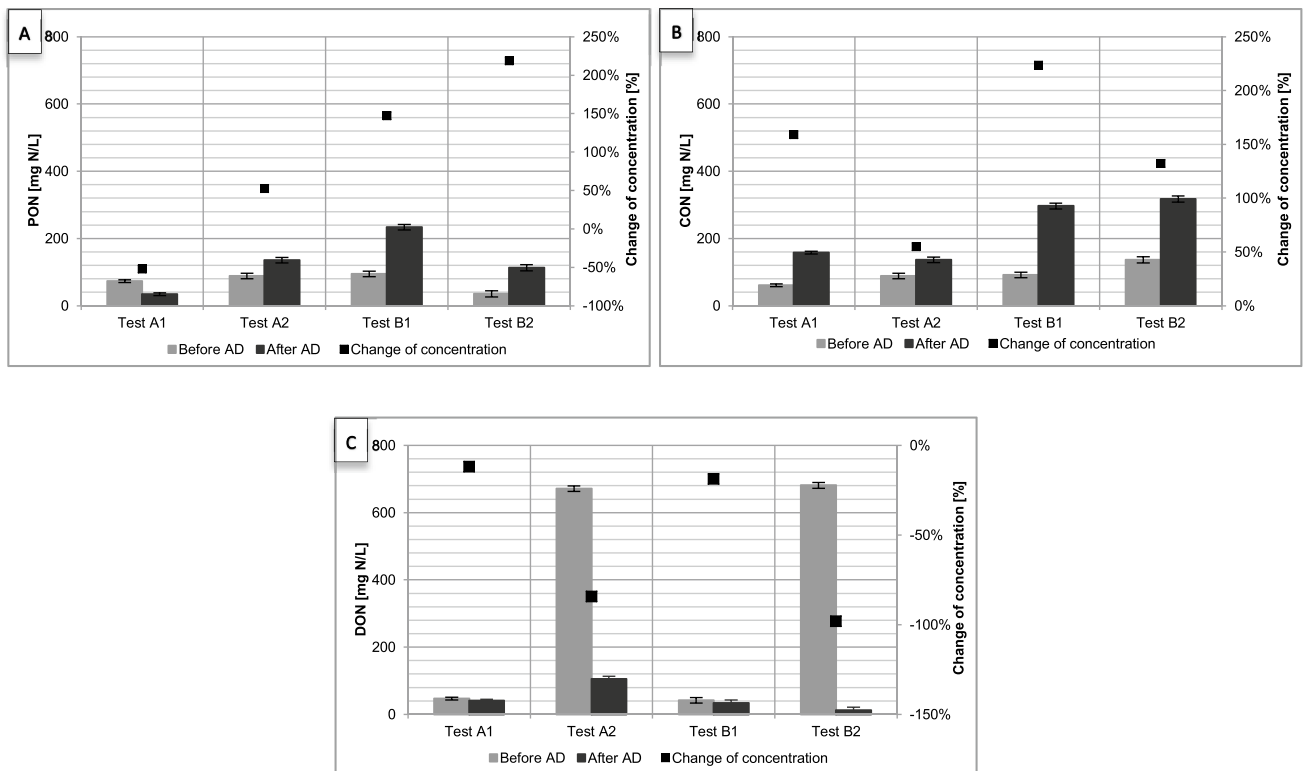 A
800
600
400
200
0
PON [mg N/L]
250%
200%
150%
100%
50%
0%
-50%
-100%
Change of concentration [%]
Test A1 Test A2 Test B1 Test B2
Before AD After AD Change of concentration
B
800
600
400
200
0
CON [mg N/L]
250%
200%
150%
100%
50%
0%
Change of concentration [%]
Test A1 Test A2 Test B1 Test B2
Before AD After AD Change of concentration
C
800
600
400
200
0
DON [mg N/L]
0%
-50%
-100%
-150%
Change of concentration [%]
Test A1 Test A2 Test B1 Test B2
Before AD After AD Change of concentration